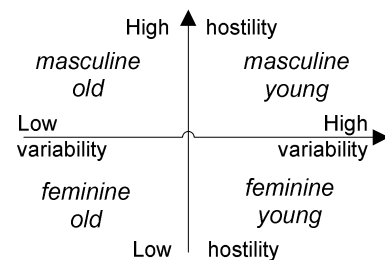 High hostility
masculine masculine
old young
Low High
variability variability
feminine feminine
old young
Low hostility